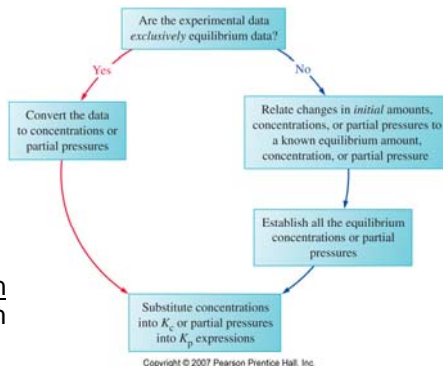 Are the experimental data
exclusively equilibrium data?
Yes
No
Convert the data
to concentrations or
partial pressures
Relate changes in initial amounts,
concentrations, or partial pressures to
a known equilibrium amount,
concentration, or partial pressure
Establish all the equilibrium
concentrations or partial
pressures
Substitute concentrations
into Kc or partial pressures
into Kp expressions
Copyright © 2007 Pearson Prentice Hall, Inc.